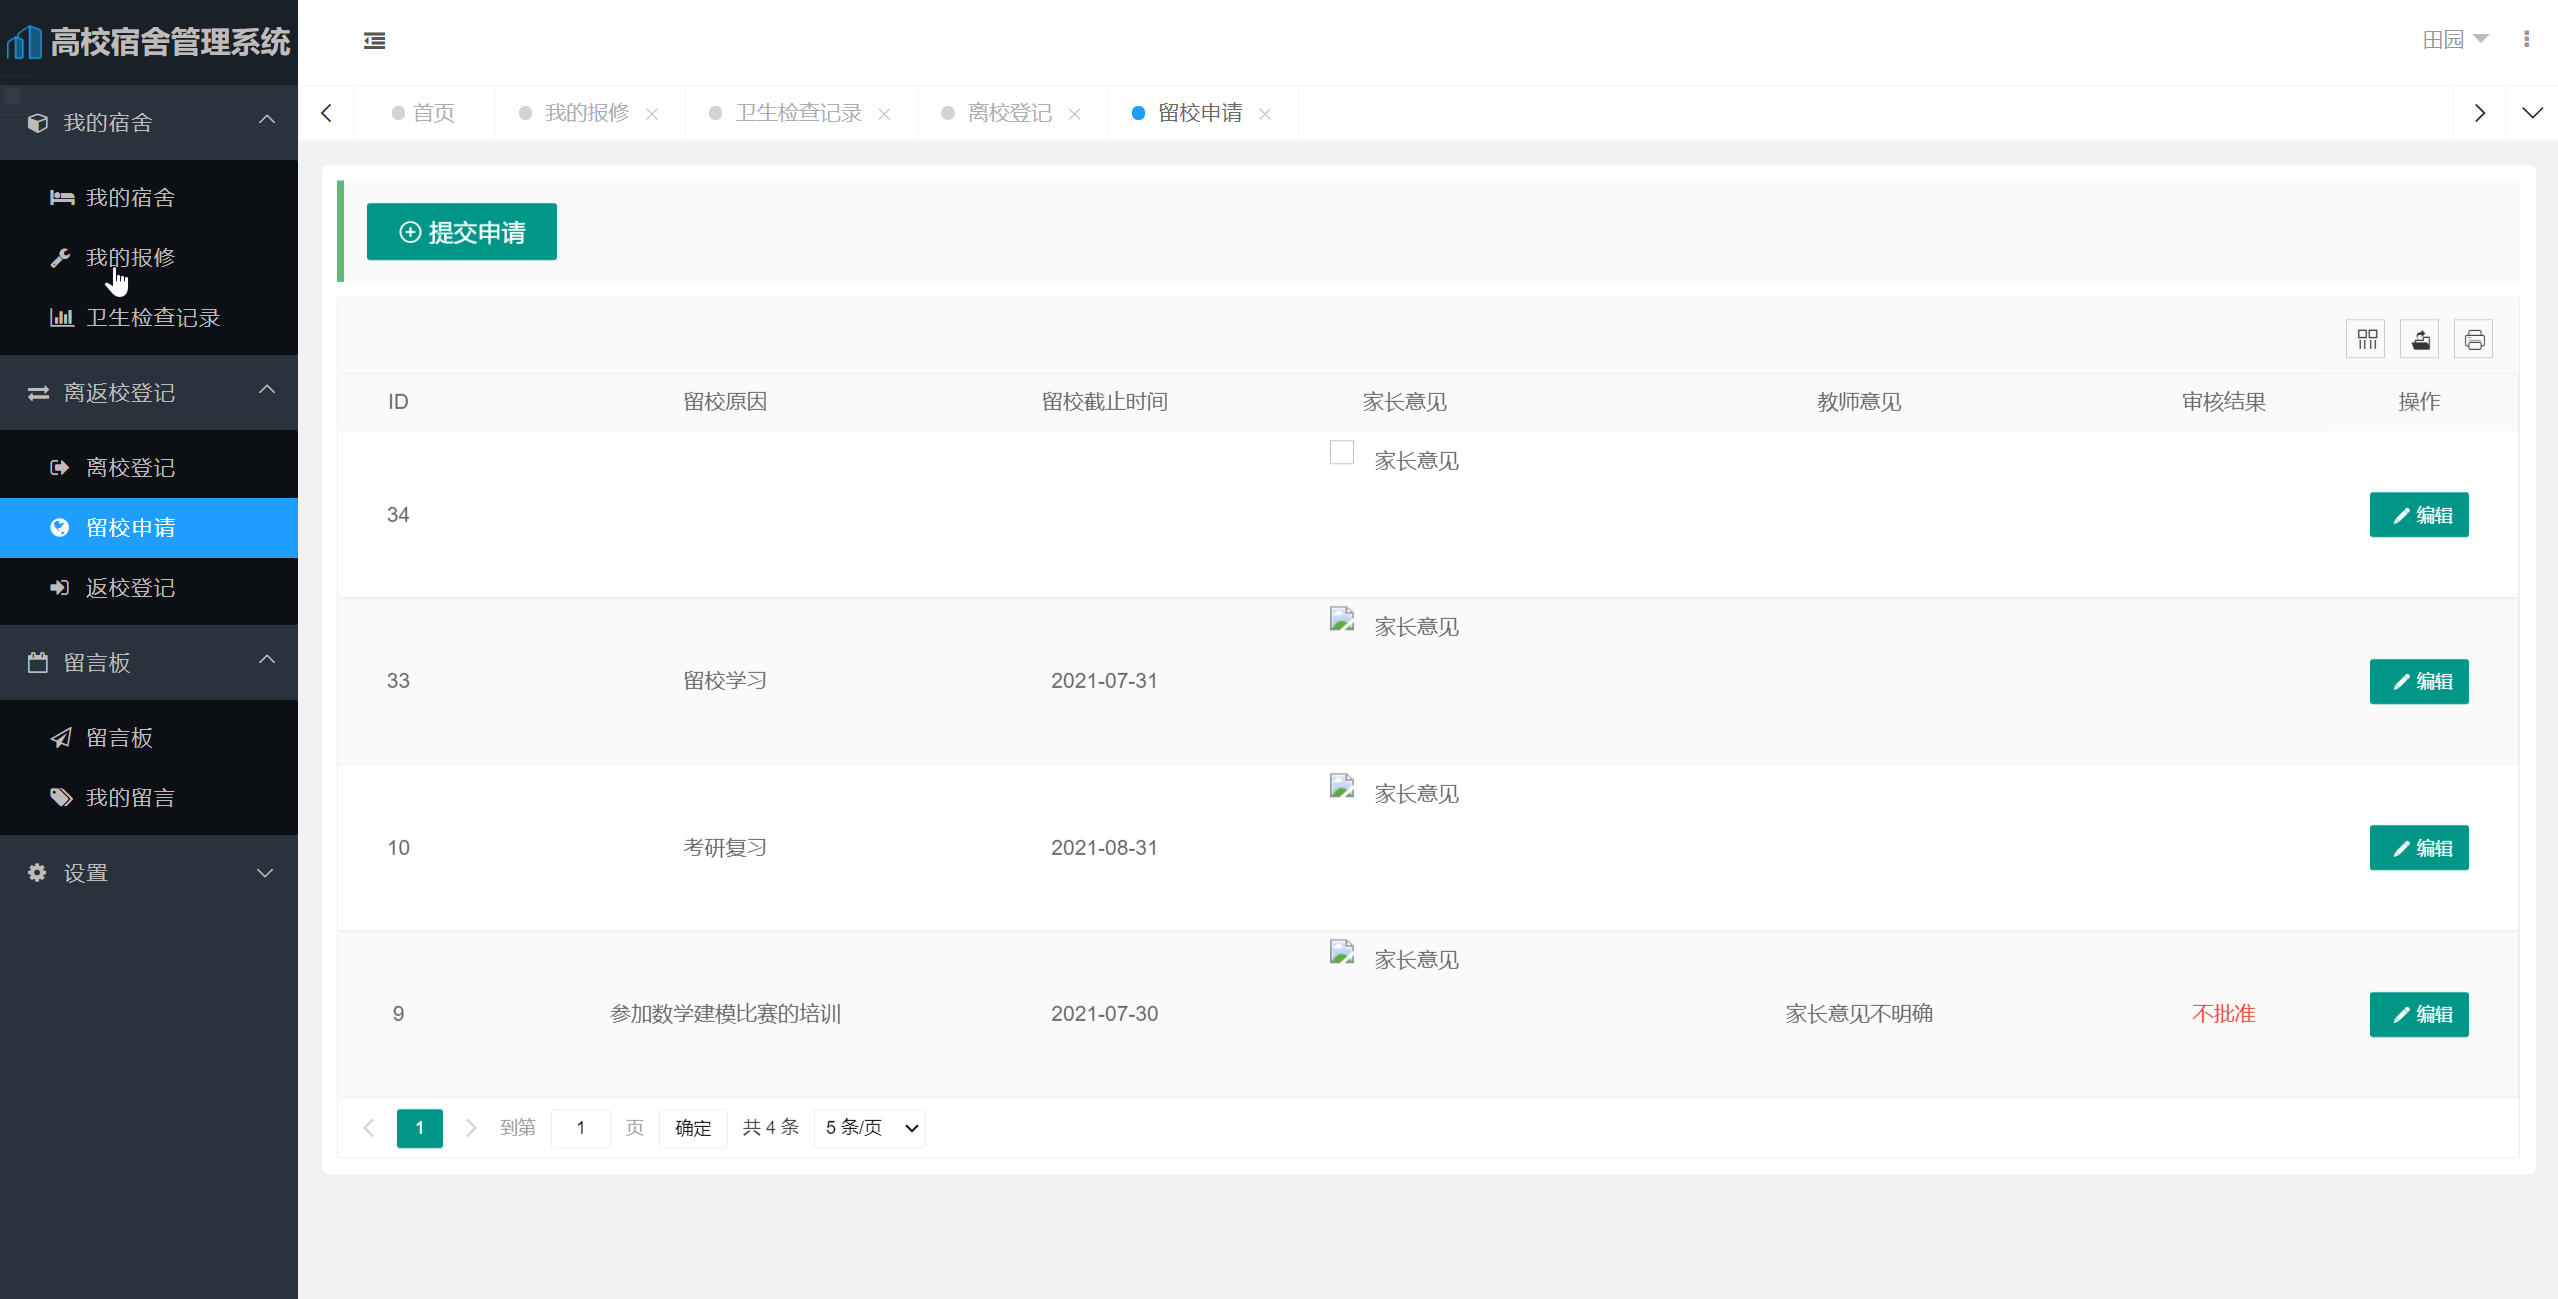 高校宿舍管理系统
田园
首页 我的报修 卫生检查记录 离校登记 留校申请
我的宿舍
我的宿舍
我的报修
卫生检查记录
离返校登记
离校登记
留校申请
返校登记
留言板
留言板
我的留言
设置
提交申请
ID 留校原因 留校截止时间 家长意见 教师意见 审核结果 操作
34 家长意见 编辑
33 留校学习 2021-07-31 家长意见 编辑
10 考研复习 2021-08-31 家长意见 编辑
9 参加数学建模比赛的培训 2021-07-30 家长意见 家长意见不明确 不批准 编辑
1 到第 1 页 确定 共 4 条 5 条/页